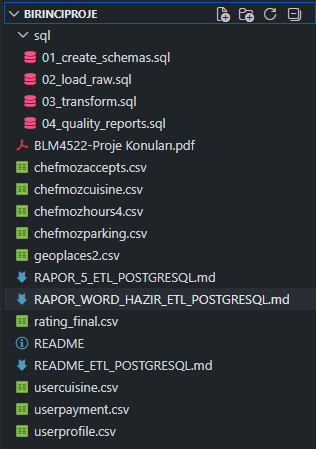 BIRINCIPROJE
sql
01_create_schemas.sql
02_load_raw.sql
03_transform.sql
04_quality_reports.sql
BLM4522-Proje Konuları.pdf
chefmozaccepts.csv
chefmozcuisine.csv
chefmozhours4.csv
chefmozparking.csv
geoplaces2.csv
RAPOR_5_ETL_POSTGRESQL.md
RAPOR_WORD_HAZIR_ETL_POSTGRESQL.md
rating_final.csv
README
README_ETL_POSTGRESQL.md
usercuisine.csv
userpayment.csv
userprofile.csv